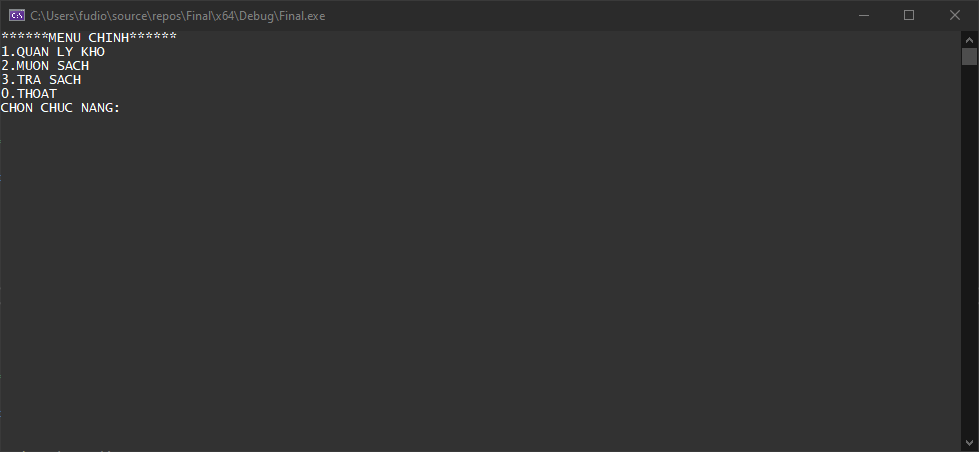 C:\Users\fudio\source\repos\Final\x64\Debug\Final.exe
******MENU CHINH******
1.QUAN LY KHO
2.MUON SACH
3.TRA SACH
0.THOAT
CHON CHUC NANG: